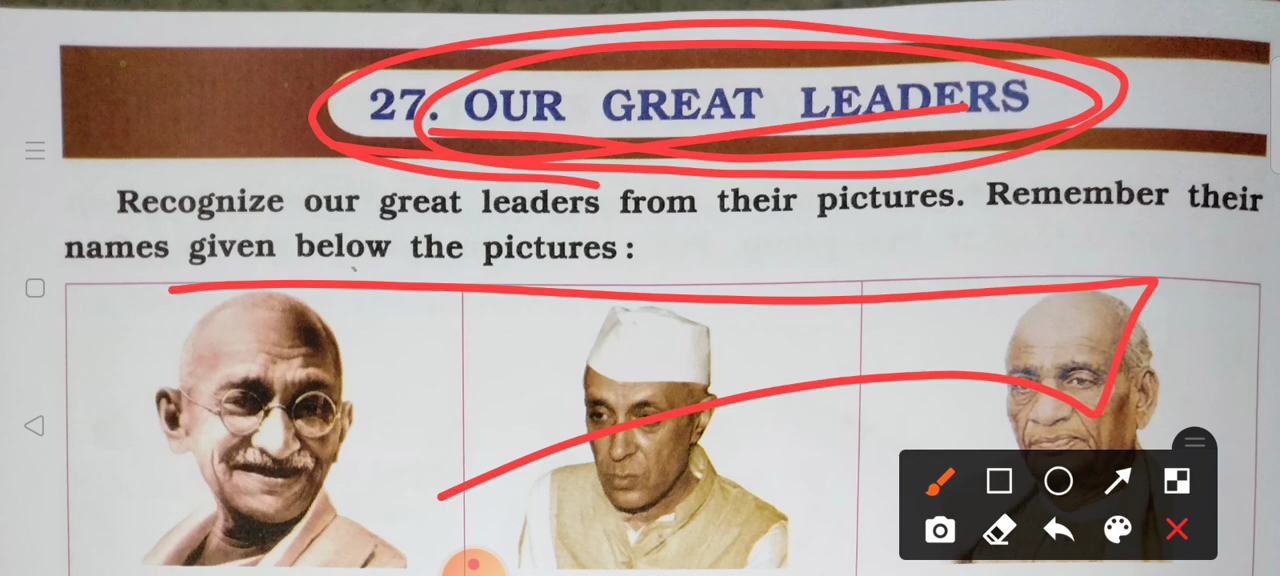 27. OUR GREAT LEADERS
Recognize our great leaders from their pictures. Remember their
names given below the pictures :